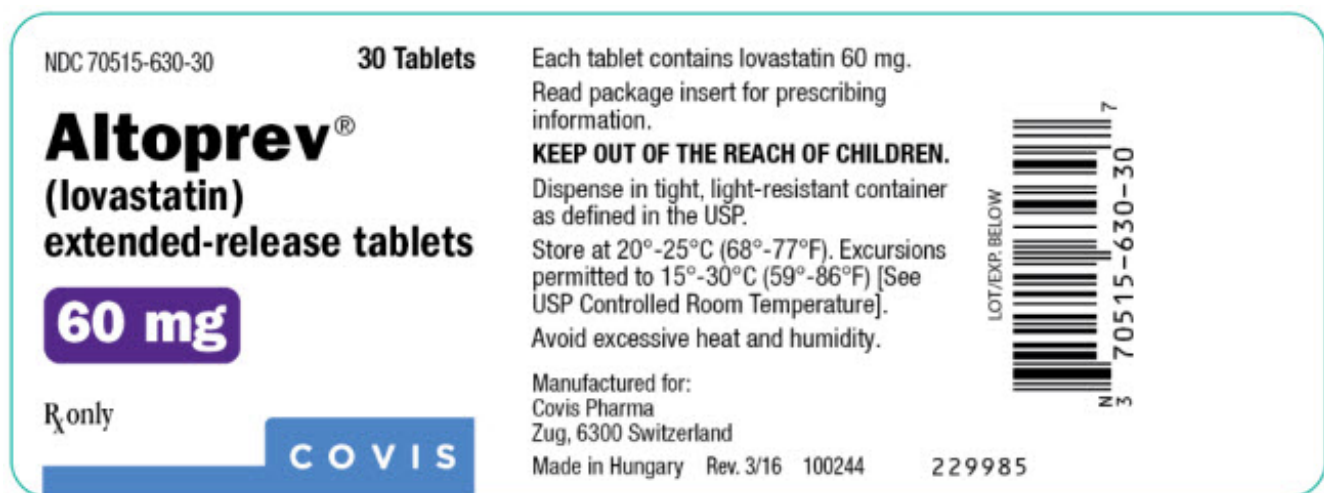 NDC 70515-630-30
30 Tablets
Altoprev®
(lovastatin)
extended-release tablets
60 mg
℞ only
COVIS
Each tablet contains lovastatin 60 mg.
Read package insert for prescribing
information.
KEEP OUT OF THE REACH OF CHILDREN.
Dispense in tight, light-resistant container
as defined in the USP.
Store at 20°-25°C (68°-77°F). Excursions
permitted to 15°-30°C (59°-86°F) [See
USP Controlled Room Temperature].
Avoid excessive heat and humidity.
Manufactured for:
Covis Pharma
Zug, 6300 Switzerland
Made in Hungary Rev. 3/16 100244 229985
LOT/EXP. BELOW
N
3 70515-630-30 7